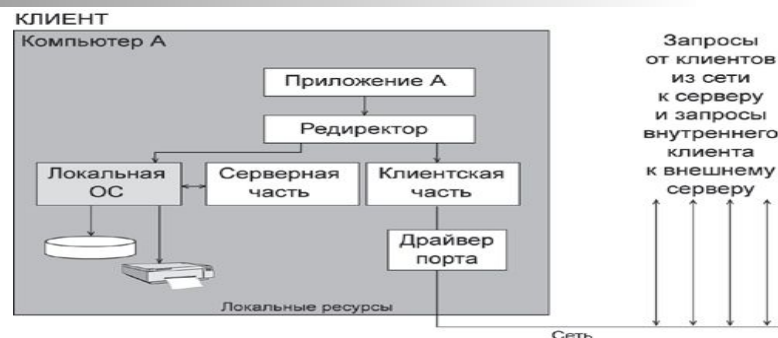 КЛИЕНТ
Компьютер А
Приложение А
Редиректор
Локальная
ОС
Серверная
часть
Клиентская
часть
Драйвер
порта
Локальные ресурсы
Запросы
от клиентов
из сети
к серверу
и запросы
внутреннего
клиента
к внешнему
серверу
Сеть